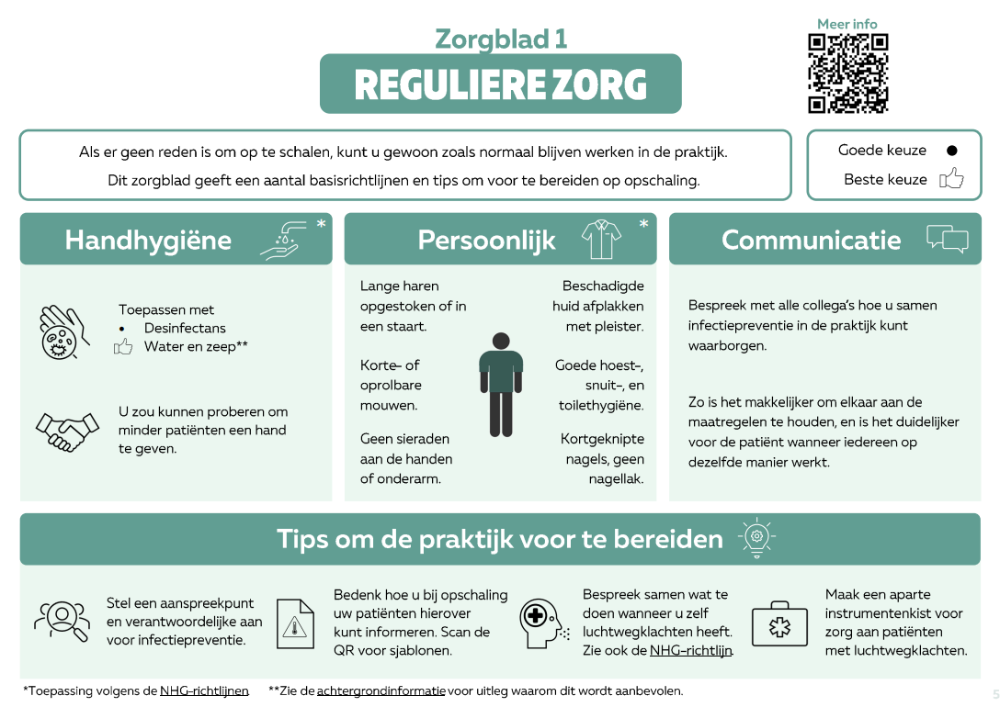 Zorgblad 1
REGULIERE ZORG
Meer info
Als er geen reden is om op te schalen, kunt u gewoon zoals normaal blijven werken in de praktijk.
Dit zorgblad geeft een aantal basisrichtlijnen en tips om voor te bereiden op opschaling.
Goede keuze ●
Beste keuze
Handhygiëne *
Toepassen met
• Desinfectans
Water en zeep**
U zou kunnen proberen om
minder patiënten een hand
te geven.
Persoonlijk *
Lange haren
opgestoken of in
een staart.
Korte- of
oprolbare
mouwen.
Geen sieraden
aan de handen
of onderarm.
Beschadigde
huid afplakken
met pleister.
Goede hoest-,
snuit-, en
toilethygiëne.
Kortgeknipte
nagels, geen
nagellak.
Communicatie
Bespreek met alle collega's hoe u samen
infectiepreventie in de praktijk kunt
waarborgen.
Zo is het makkelijker om elkaar aan de
maatregelen te houden, en is het duidelijker
voor de patiënt wanneer iedereen op
dezelfde manier werkt.
Tips om de praktijk voor te bereiden
Stel een aanspreekpunt
en verantwoordelijke aan
voor infectiepreventie.
Bedenk hoe u bij opschaling
uw patiënten hierover
kunt informeren. Scan de
QR voor sjablonen.
Bespreek samen wat te
doen wanneer u zelf
luchtwegklachten heeft.
Zie ook de NHG-richtlijn.
Maak een aparte
instrumentenkist voor
zorg aan patiënten
met luchtwegklachten.
*Toepassing volgens de NHG-richtlijnen. **Zie de achtergrondinformatie voor uitleg waarom dit wordt aanbevolen.
5